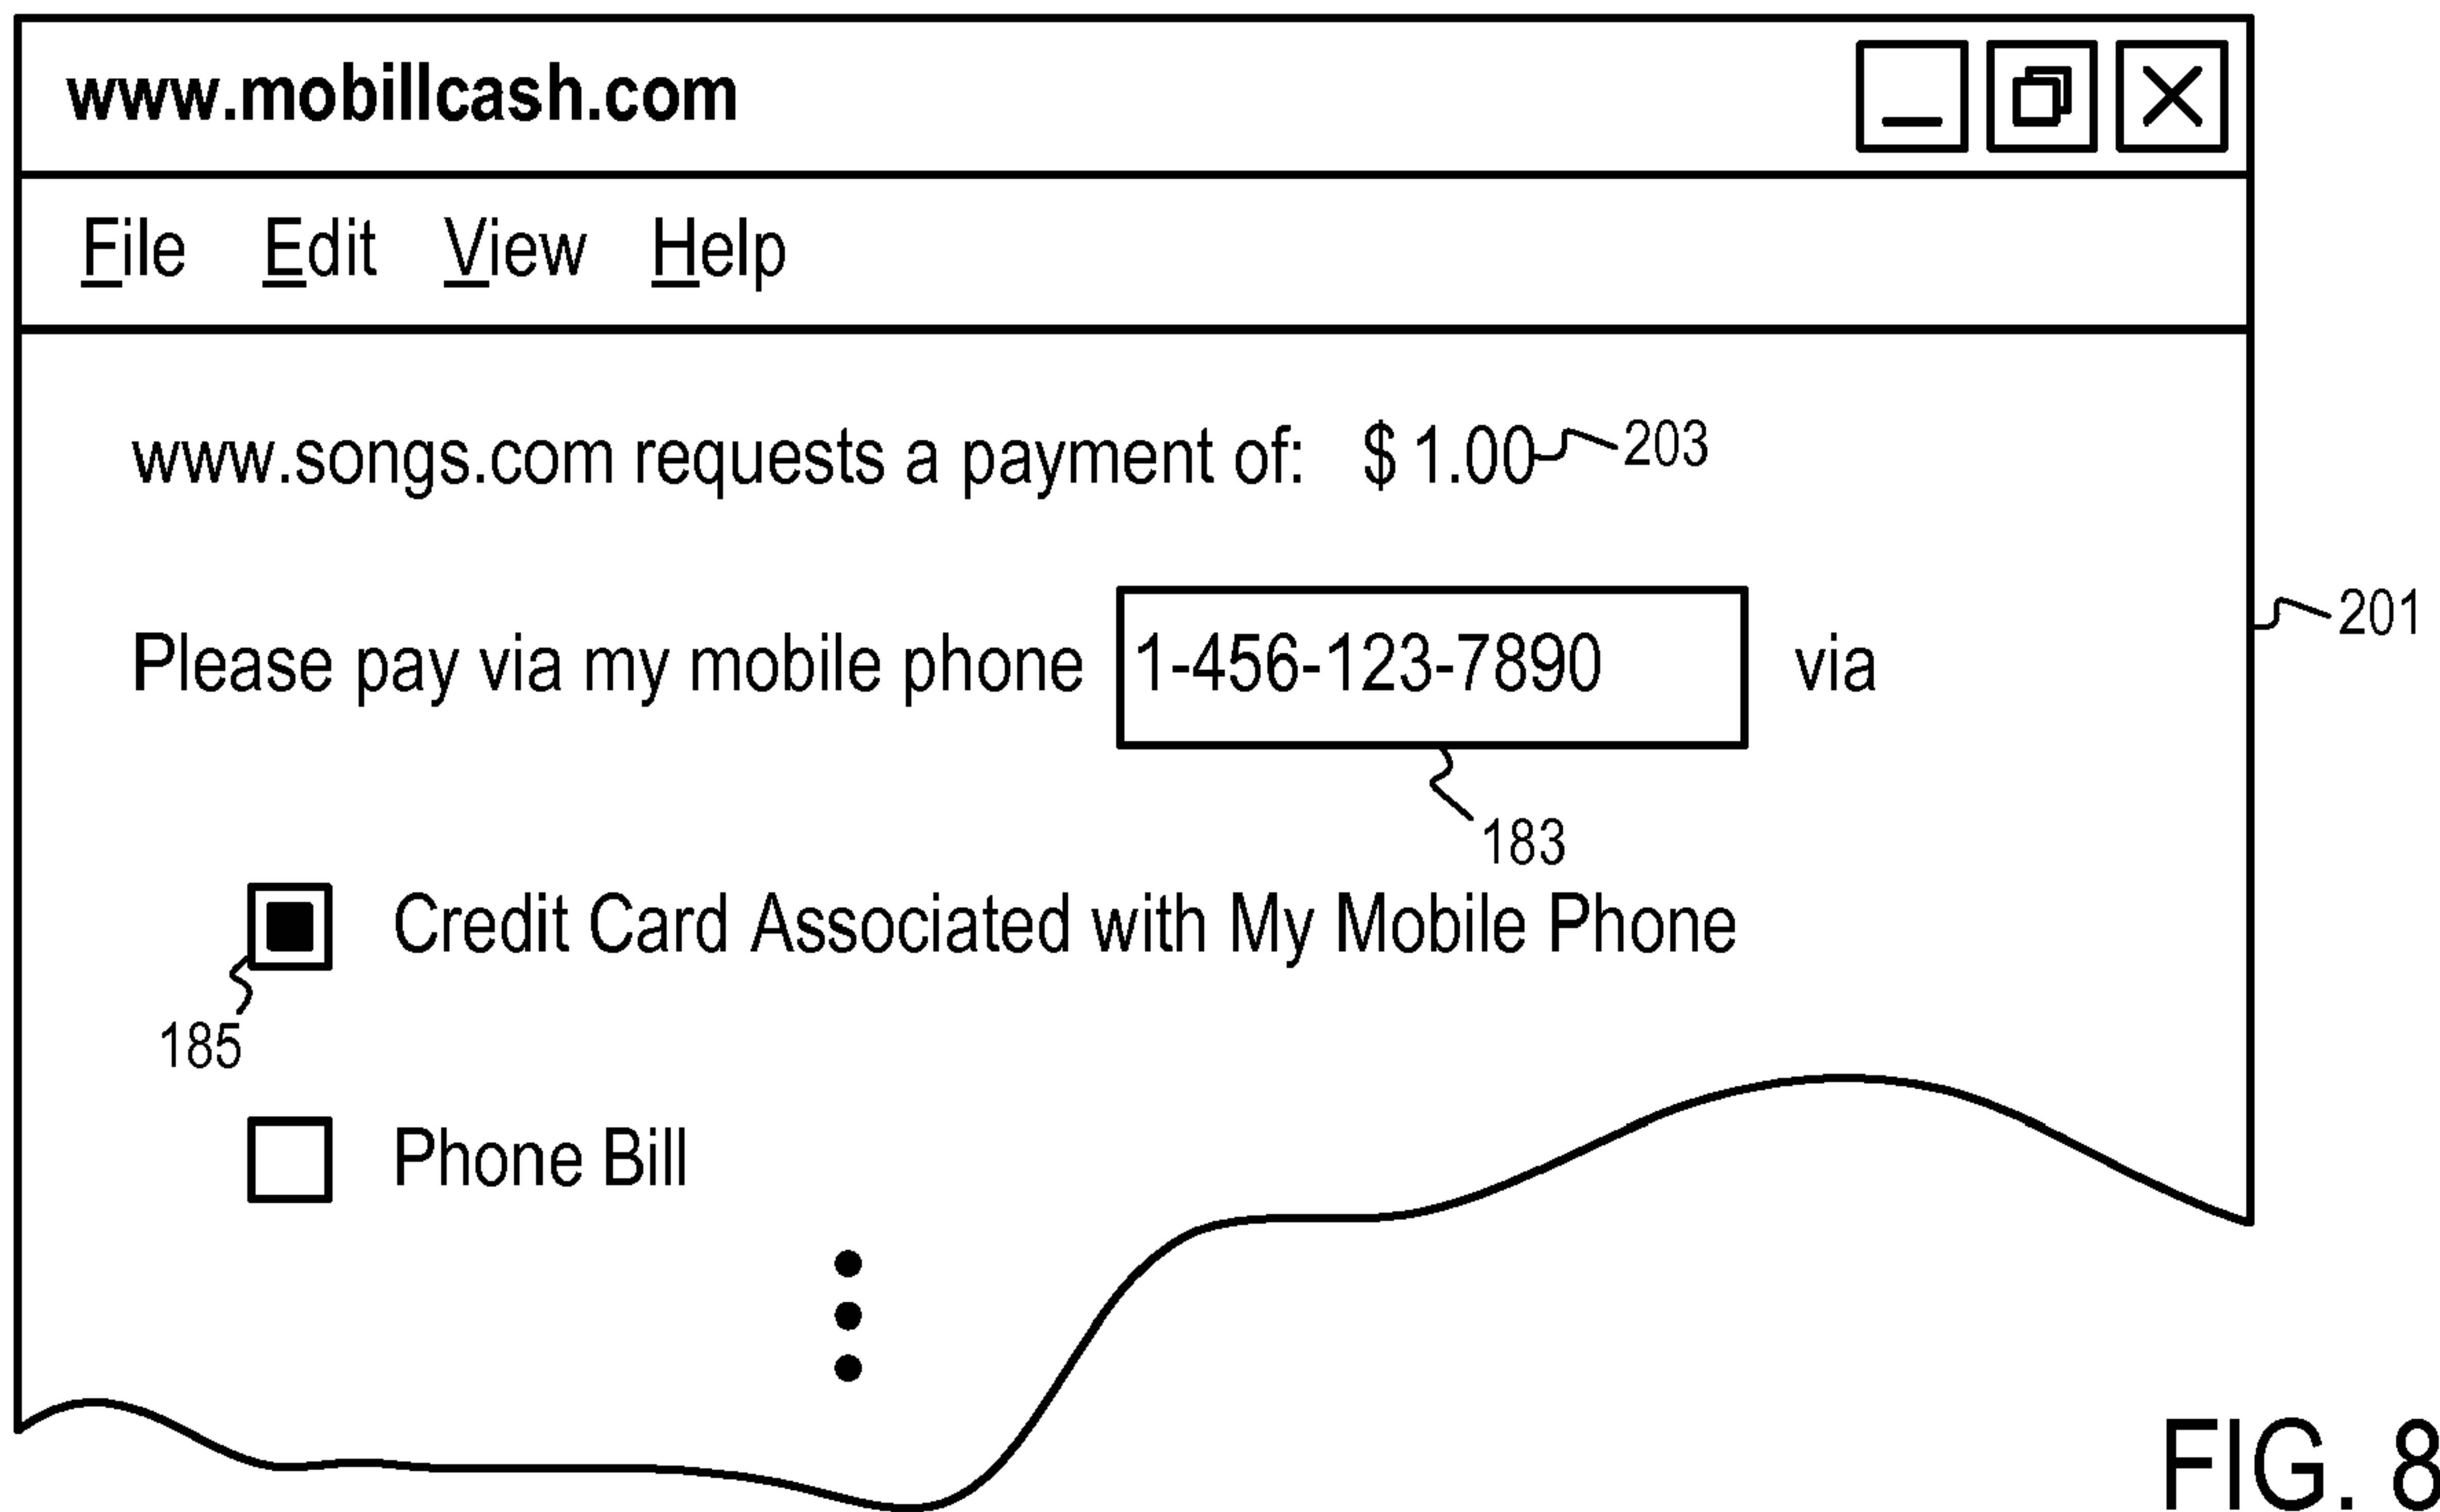 www.mobillcash.com
File Edit View Help
www.songs.com requests a payment of: $ 1.00 203
201
Please pay via my mobile phone 1-456-123-7890 via
183
Credit Card Associated with My Mobile Phone
185
Phone Bill
FIG. 8